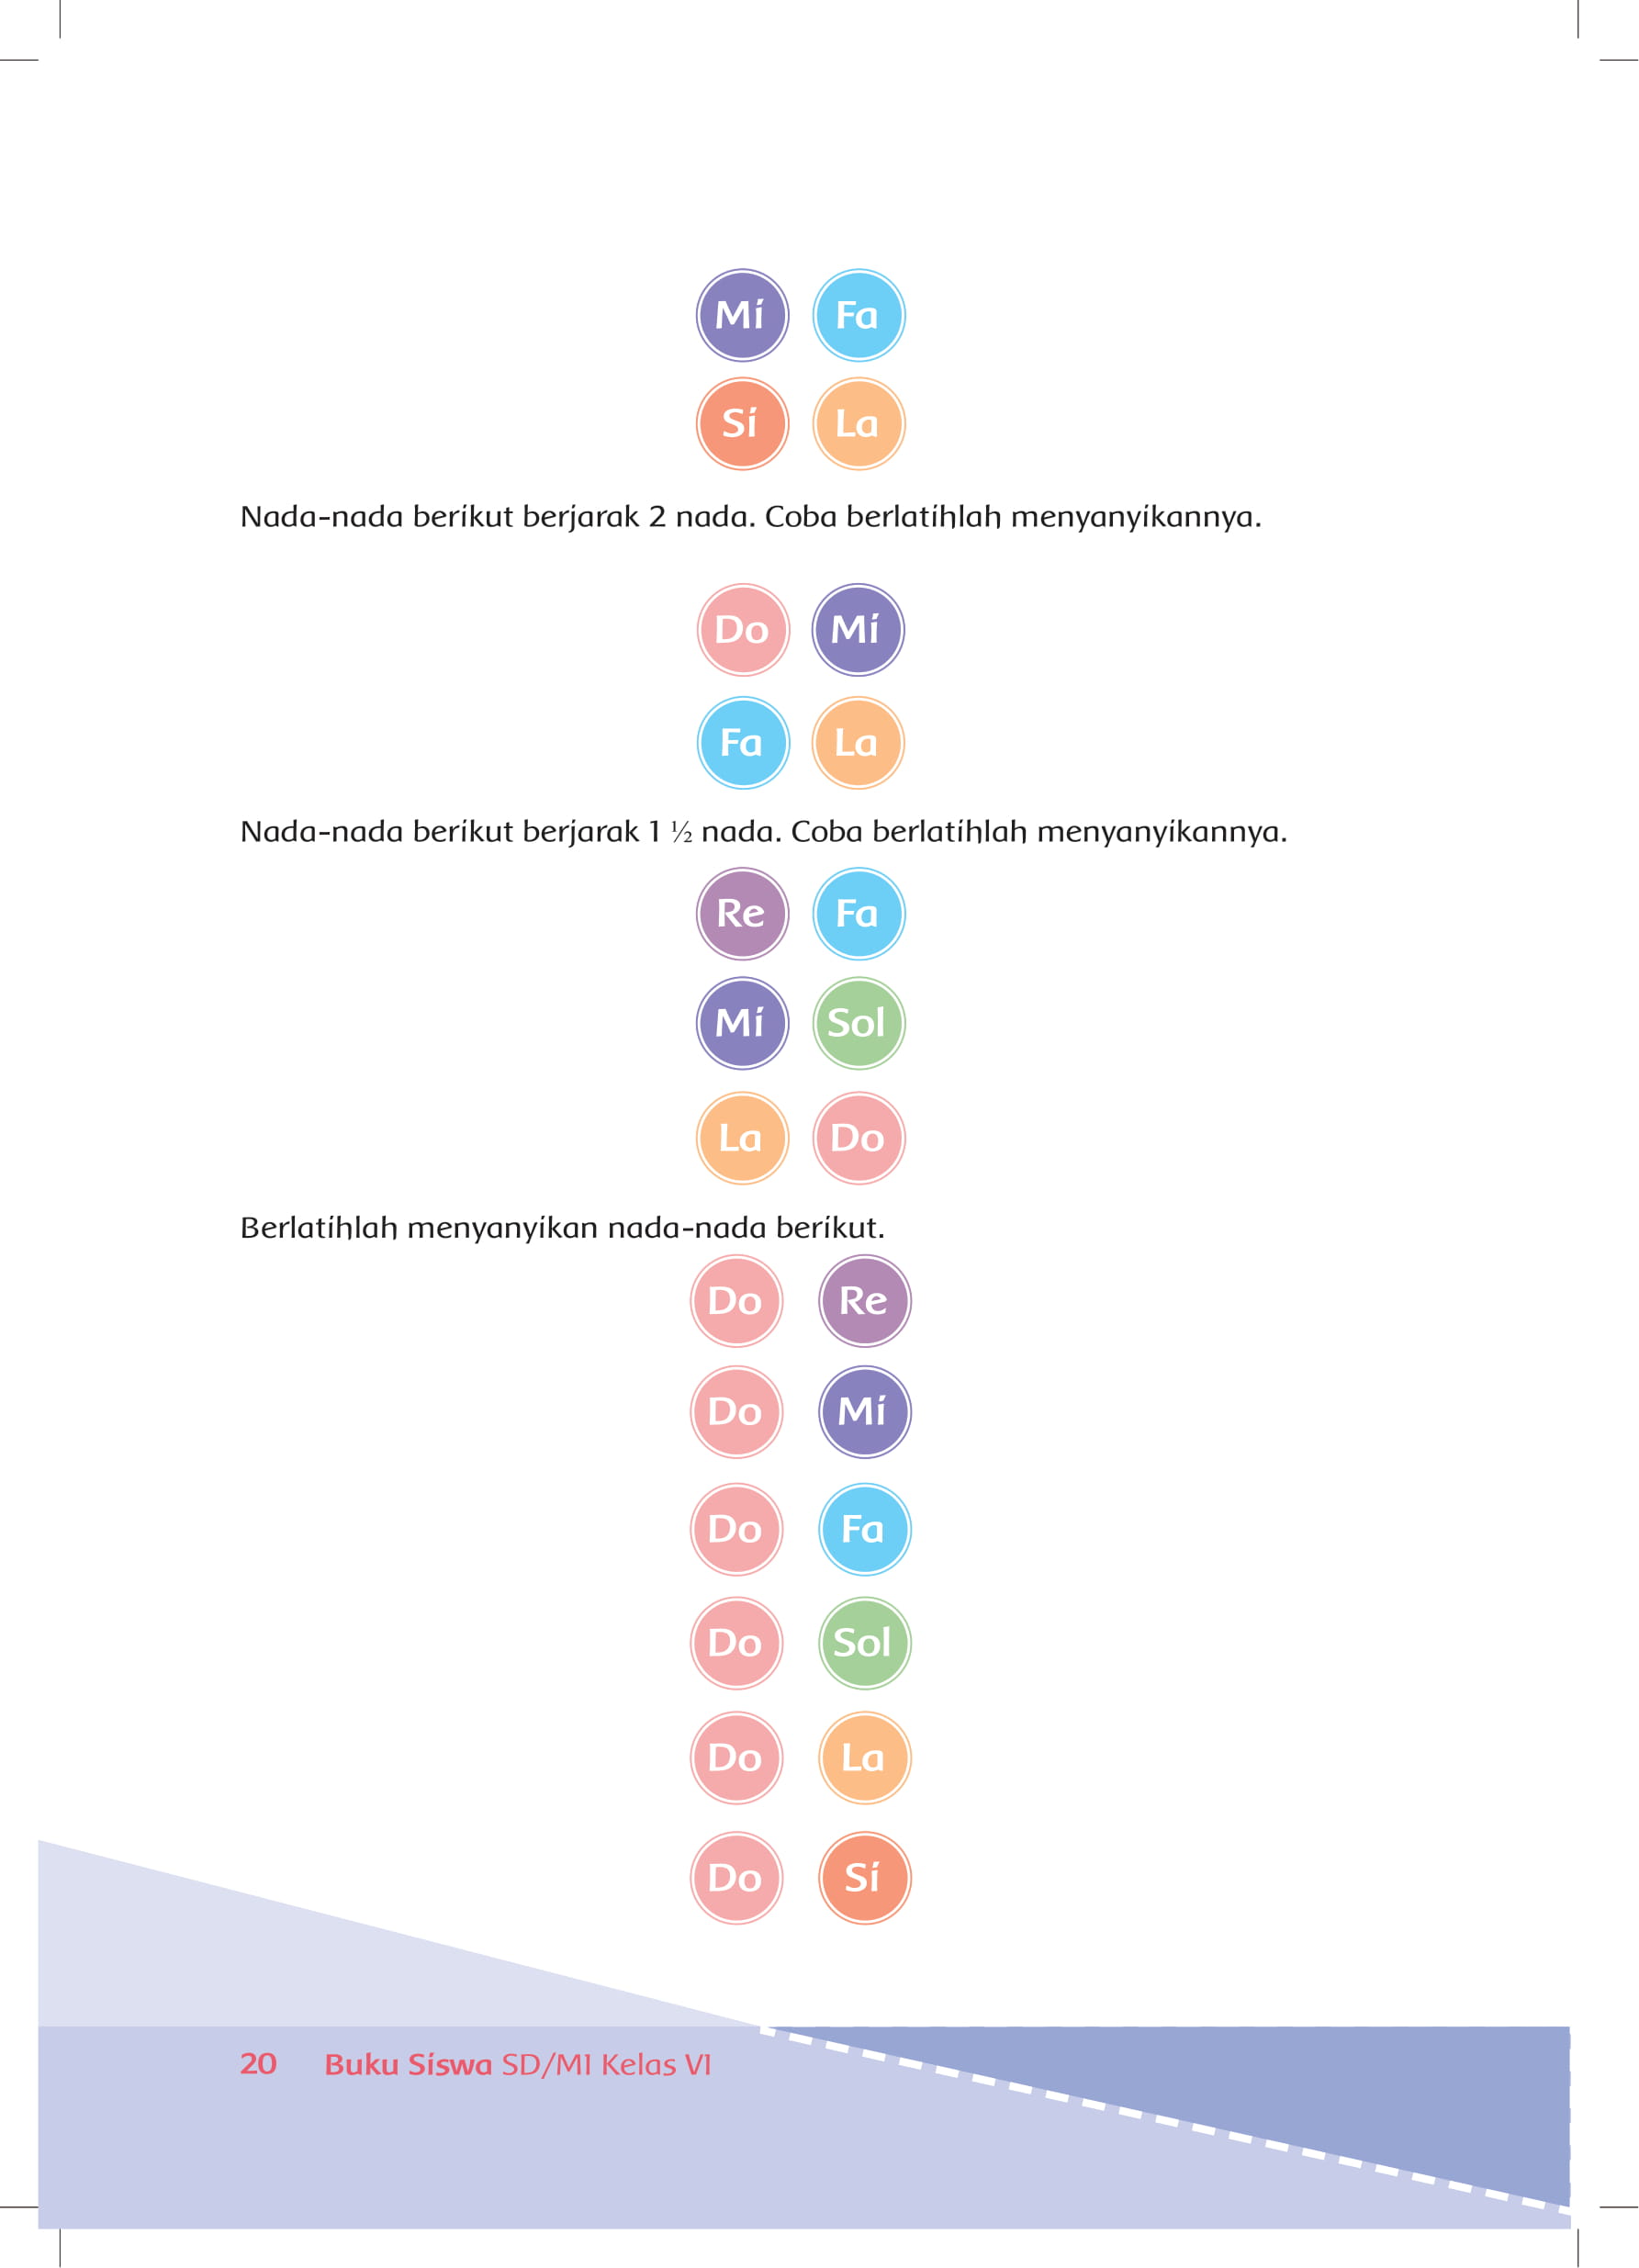 Mi Fa
Si La
Nada-nada berikut berjarak 2 nada. Coba berlatihlah menyanyikannya.
Do Mi
Fa La
Nada-nada berikut berjarak 1 ½ nada. Coba berlatihlah menyanyikannya.
Re Fa
Mi Sol
La Do
Berlatihlah menyanyikan nada-nada berikut.
Do Re
Do Mi
Do Fa
Do Sol
Do La
Do Si
20 Buku Siswa SD/MI Kelas VI